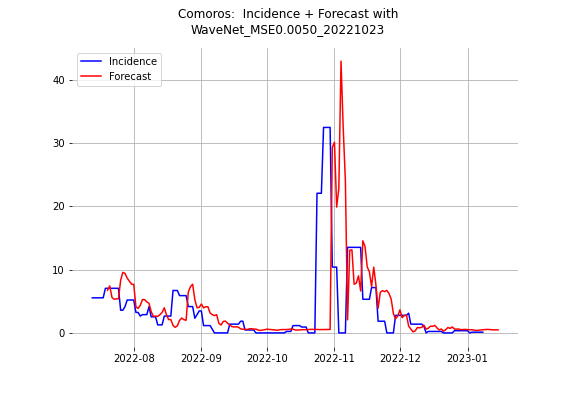 Comoros:  Incidence + Forecast with
WaveNet_MSE0.0050_20221023
Incidence
Forecast
40
30
20
10
0
2022-08 2022-09 2022-10 2022-11 2022-12 2023-01